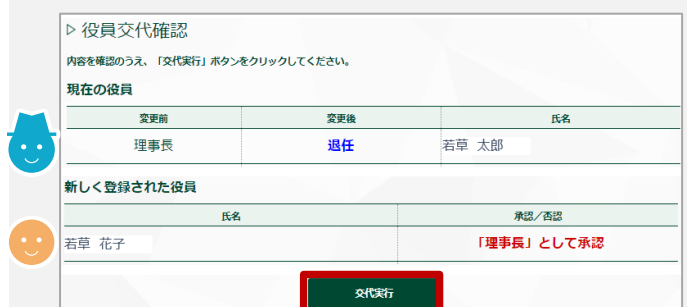 ▷ 役員交代確認
内容を確認のうえ、「交代実行」ボタンをクリックしてください。
現在の役員
変更前 変更後 氏名
理事長 退任 若草 太郎
新しく登録された役員
氏名 承認／否認
若草 花子 「理事長」として承認
交代実行